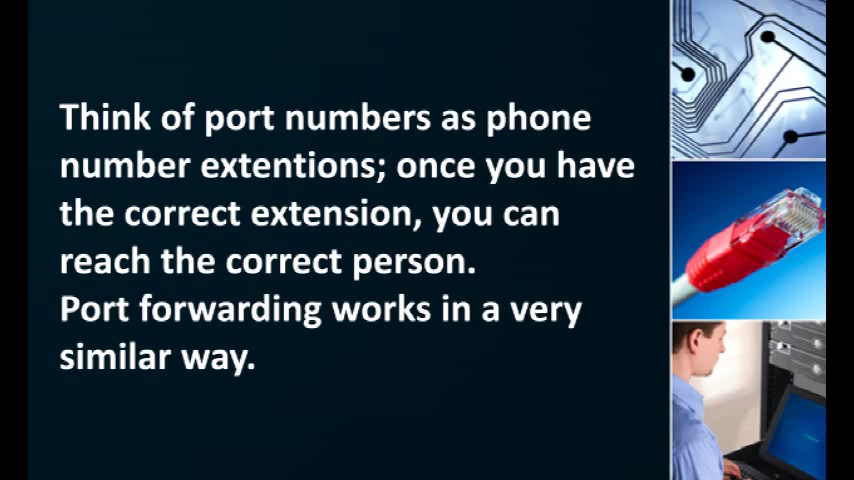 Think of port numbers as phone
number extentions; once you have
the correct extension, you can
reach the correct person.
Port forwarding works in a very
similar way.